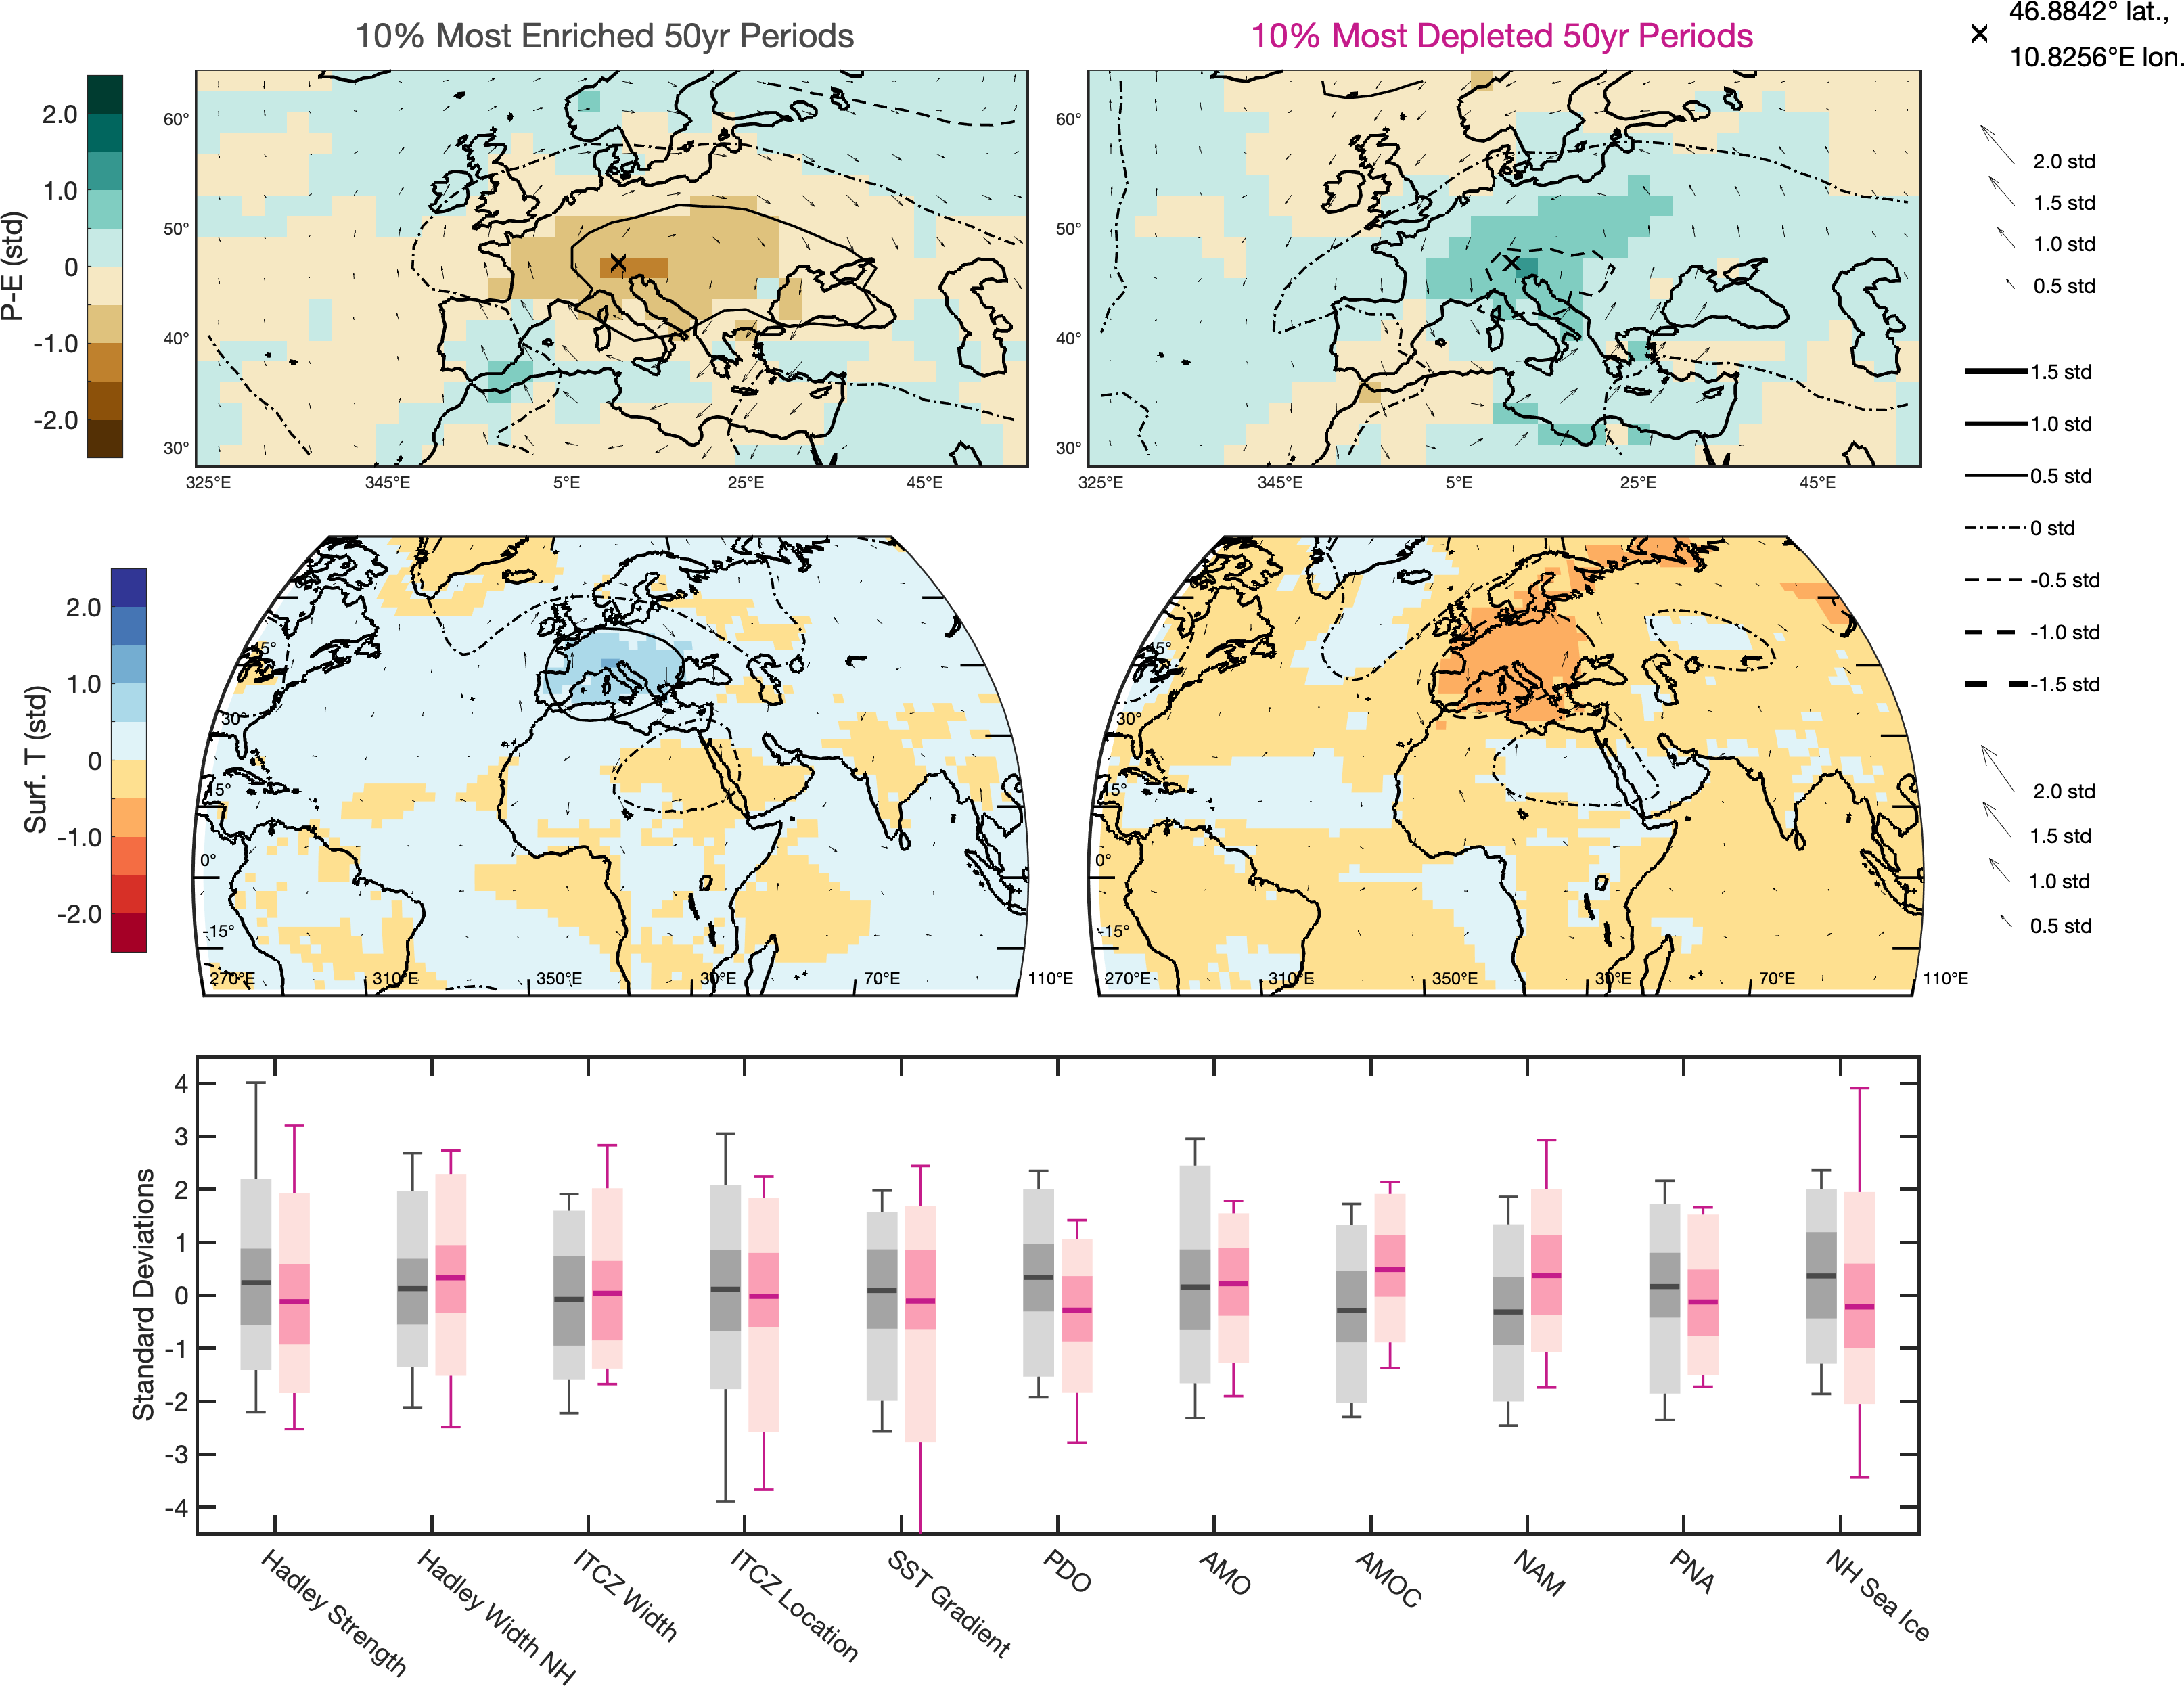 10% Most Enriched 50yr Periods
10% Most Depleted 50yr Periods
46.8842° lat.,
10.8256°E lon.
P-E (std)
2.0
1.0
0
-1.0
-2.0
60°
50°
40°
30°
325°E
345°E
5°E
25°E
45°E
60°
50°
40°
30°
325°E
345°E
5°E
25°E
45°E
2.0 std
1.5 std
1.0 std
0.5 std
1.5 std
1.0 std
0.5 std
0 std
-0.5 std
-1.0 std
-1.5 std
Surf. T (std)
2.0
1.0
0
-1.0
-2.0
45°
30°
15°
0°
-15°
270°E
310°E
350°E
30°E
70°E
110°E
45°
30°
15°
0°
-15°
270°E
310°E
350°E
30°E
70°E
110°E
2.0 std
1.5 std
1.0 std
0.5 std
Standard Deviations
4
3
2
1
0
-1
-2
-3
-4
Hadley Strength
Hadley Width NH
ITCZ Width
ITCZ Location
SST Gradient
PDO
AMO
AMOC
NAM
PNA
NH Sea Ice